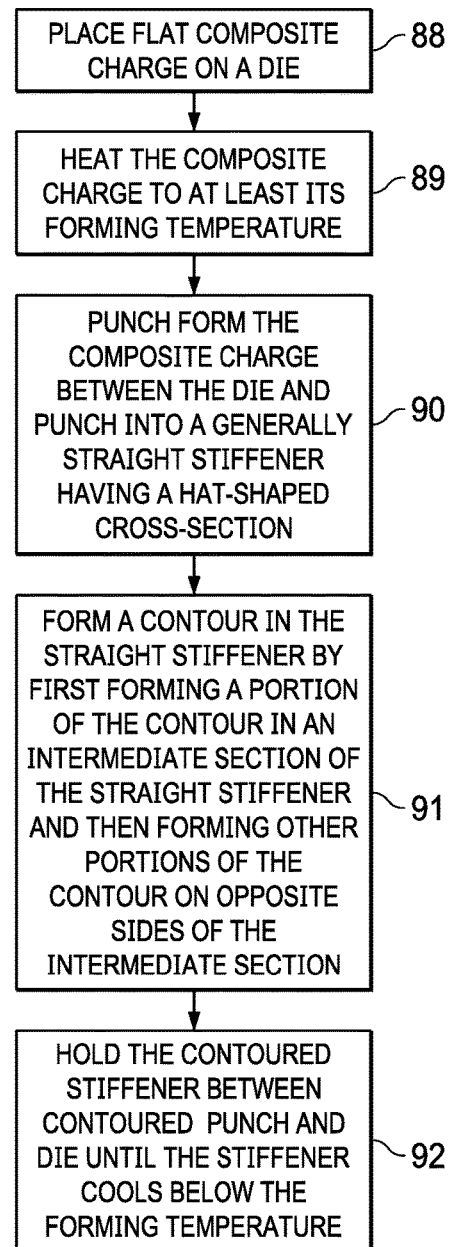 PLACE FLAT COMPOSITE
CHARGE ON A DIE
88
HEAT THE COMPOSITE
CHARGE TO AT LEAST ITS
FORMING TEMPERATURE
89
PUNCH FORM THE
COMPOSITE CHARGE
BETWEEN THE DIE AND
PUNCH INTO A GENERALLY
STRAIGHT STIFFENER
HAVING A HAT-SHAPED
CROSS-SECTION
90
FORM A CONTOUR IN THE
STRAIGHT STIFFENER BY
FIRST FORMING A PORTION
OF THE CONTOUR IN AN
INTERMEDIATE SECTION OF
THE STRAIGHT STIFFENER
AND THEN FORMING OTHER
PORTIONS OF THE
CONTOUR ON OPPOSITE
SIDES OF THE
INTERMEDIATE SECTION
91
HOLD THE CONTOURED
STIFFENER BETWEEN
CONTOURED PUNCH AND
DIE UNTIL THE STIFFENER
COOLS BELOW THE
FORMING TEMPERATURE
92